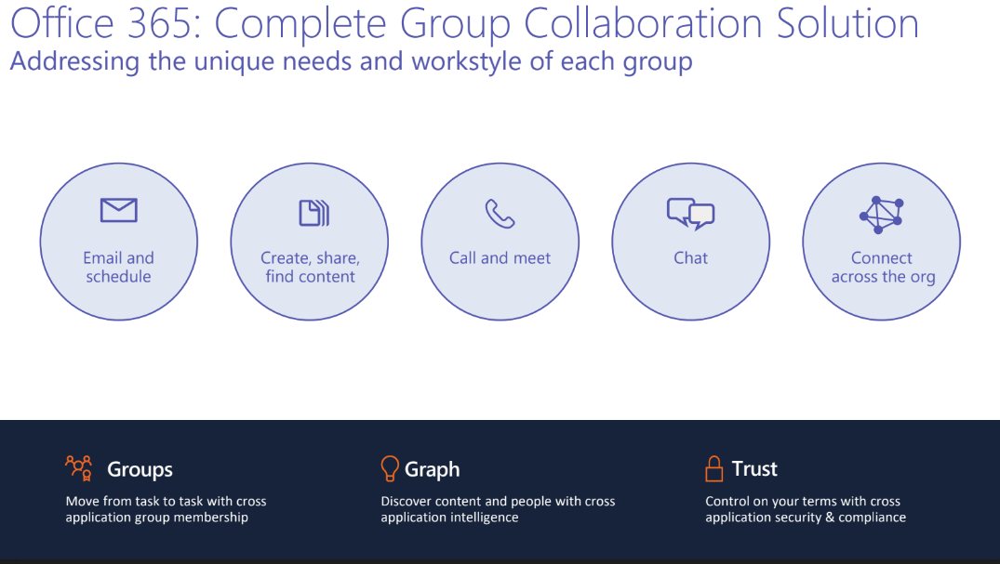 Office 365: Complete Group Collaboration Solution
Addressing the unique needs and workstyle of each group
Email and
schedule
Create, share,
find content
Call and meet
Chat
Connect
across the org
Groups
Move from task to task with cross
application group membership
Graph
Discover content and people with cross
application intelligence
Trust
Control on your terms with cross
application security & compliance